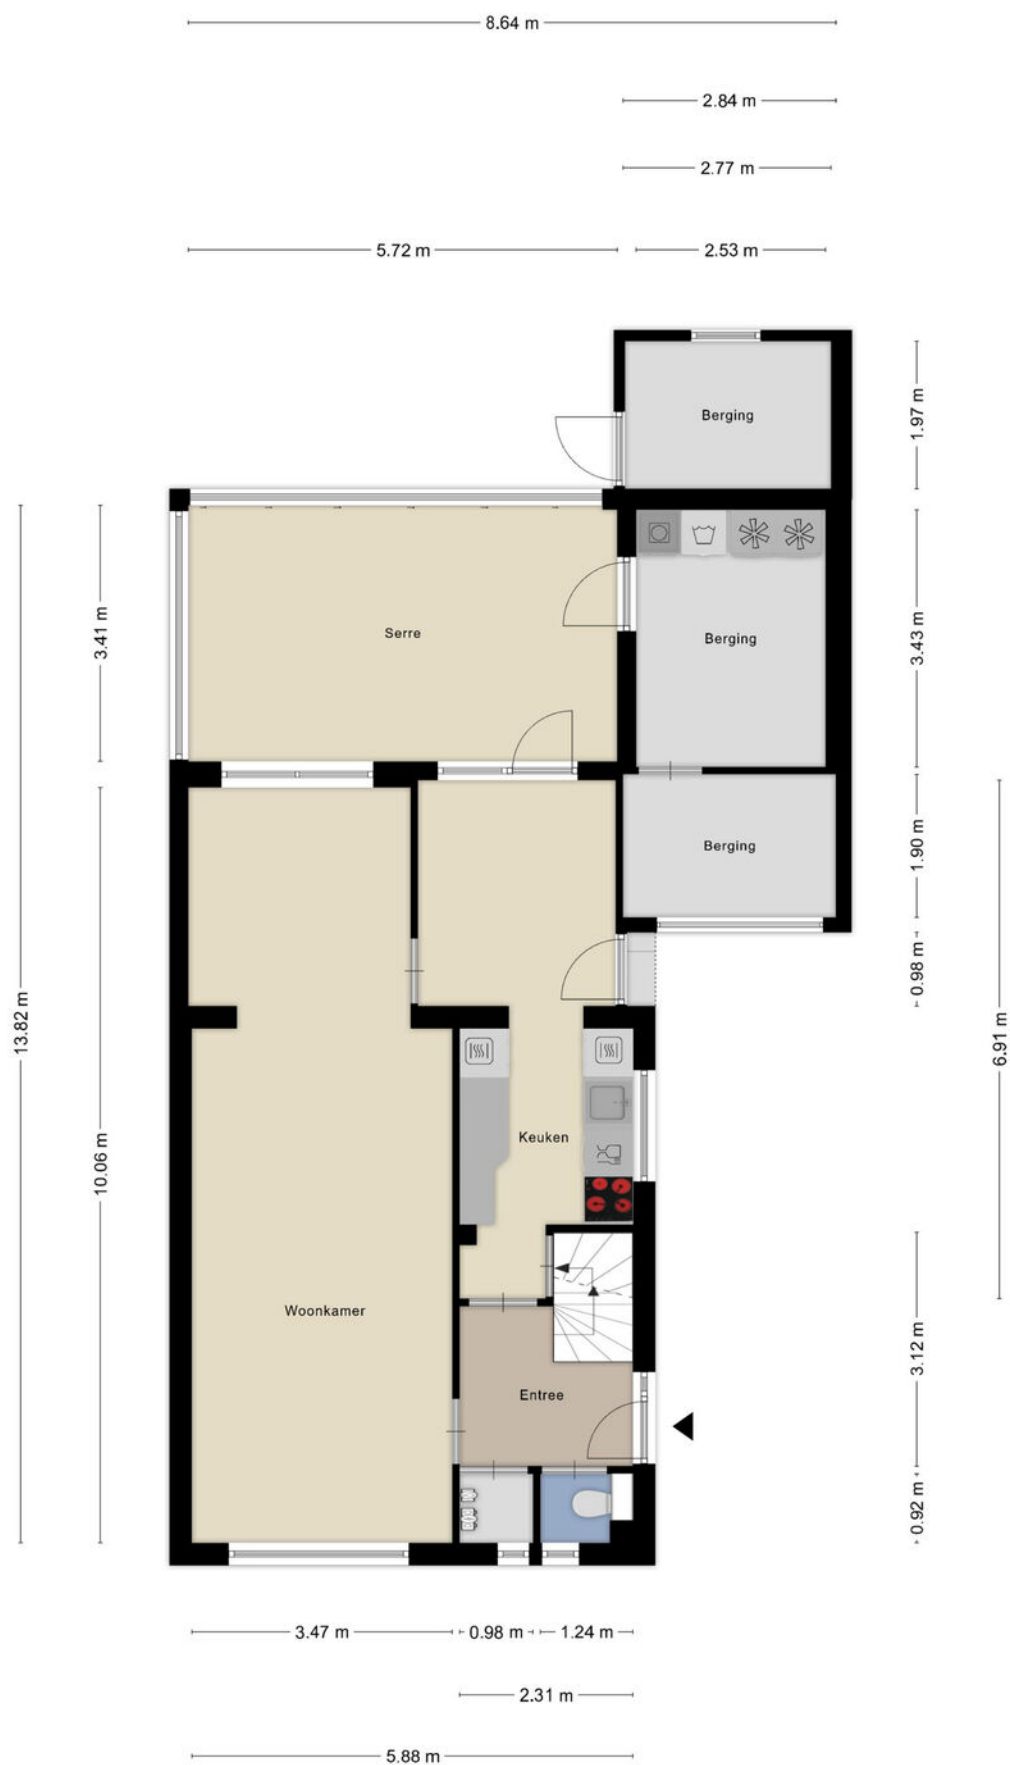 8.64 m
2.84 m
2.77 m
5.72 m
2.53 m
Berging
1.97 m
Serre
Berging
3.41 m
3.43 m
Berging
1.90 m
0.98 m
13.82 m
6.91 m
10.06 m
Keuken
Woonkamer
3.12 m
Entree
0.92 m
3.47 m
0.98 m
1.24 m
2.31 m
5.88 m